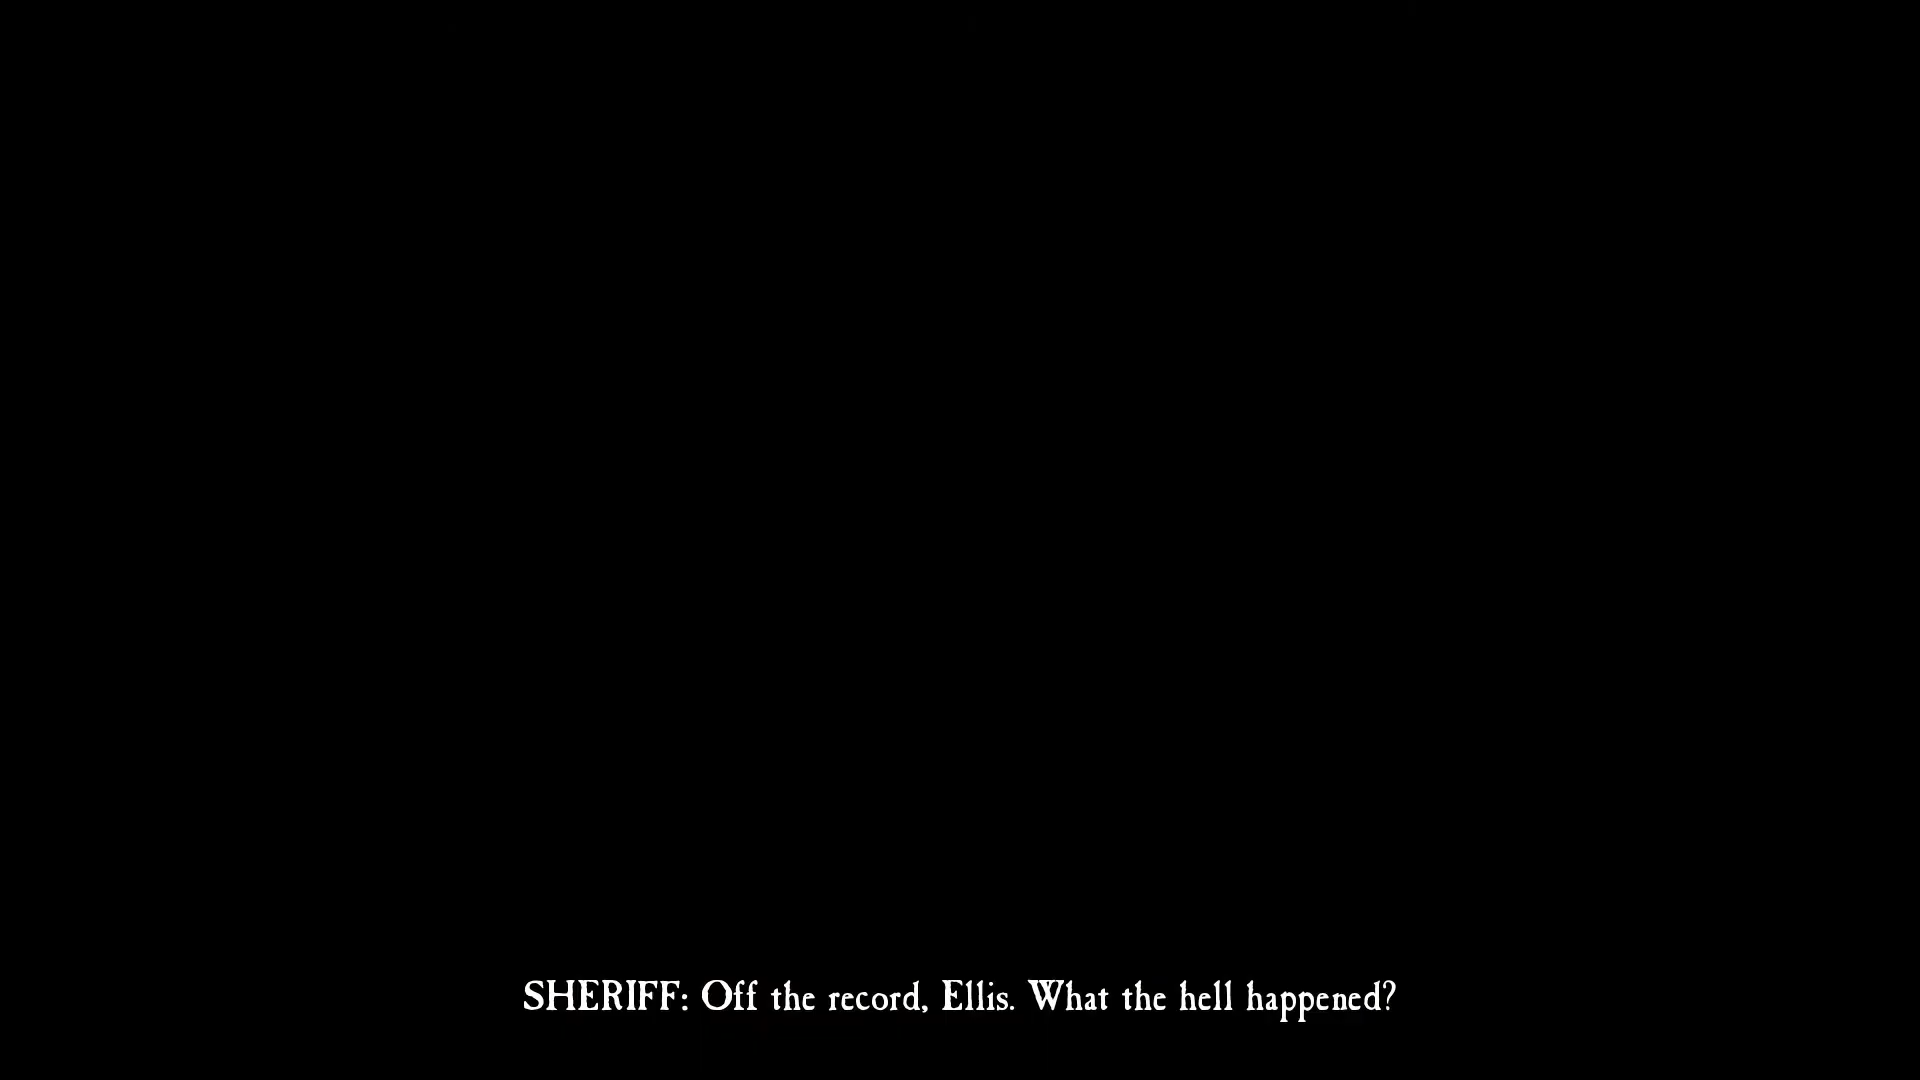 SHERIFF: Off the record, Ellis. What the hell happened?